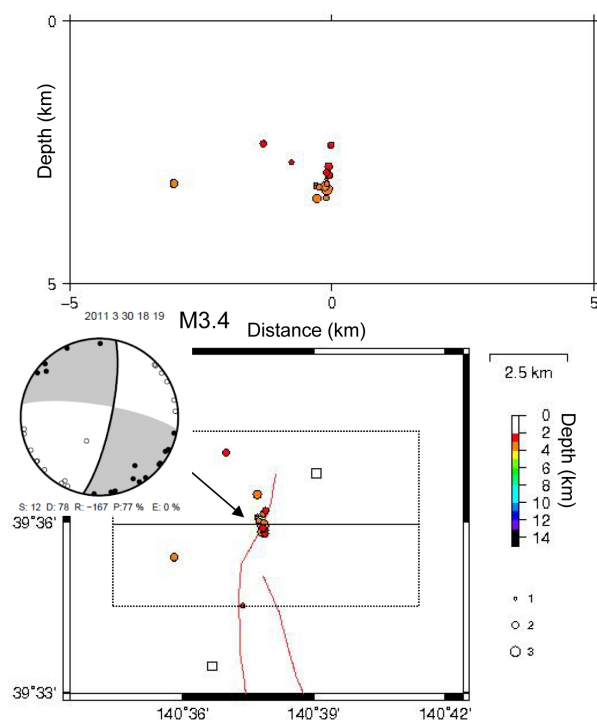 0
Depth (km)
5
−5 0 5
2011 3 30 18 19 M3.4 Distance (km)
2.5 km
S: 12 D: 78 R: −167 P:77 % E: 0 %
0
2
4
6
8
10
12
14
Depth (km)
39°36'
1
2
3
39°33'
140°36' 140°39' 140°42'